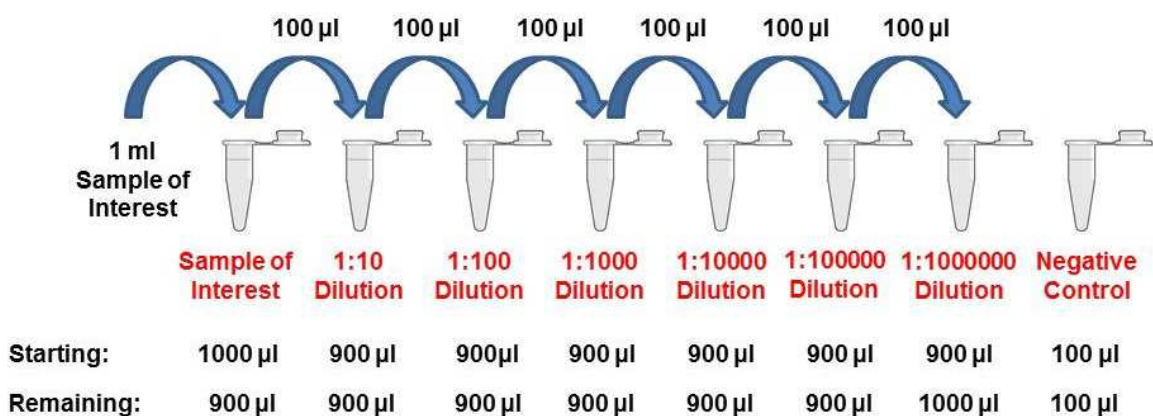 100 µl 100 µl 100 µl 100 µl 100 µl 100 µl
1 ml
Sample of
Interest
Sample of
Interest
1:10
Dilution
1:100
Dilution
1:1000
Dilution
1:10000
Dilution
1:100000
Dilution
1:1000000
Dilution
Negative
Control
Starting: 1000 µl 900 µl 900µl 900 µl 900 µl 900 µl 900 µl 100 µl
Remaining: 900 µl 900 µl 900 µl 900 µl 900 µl 900 µl 1000 µl 100 µl